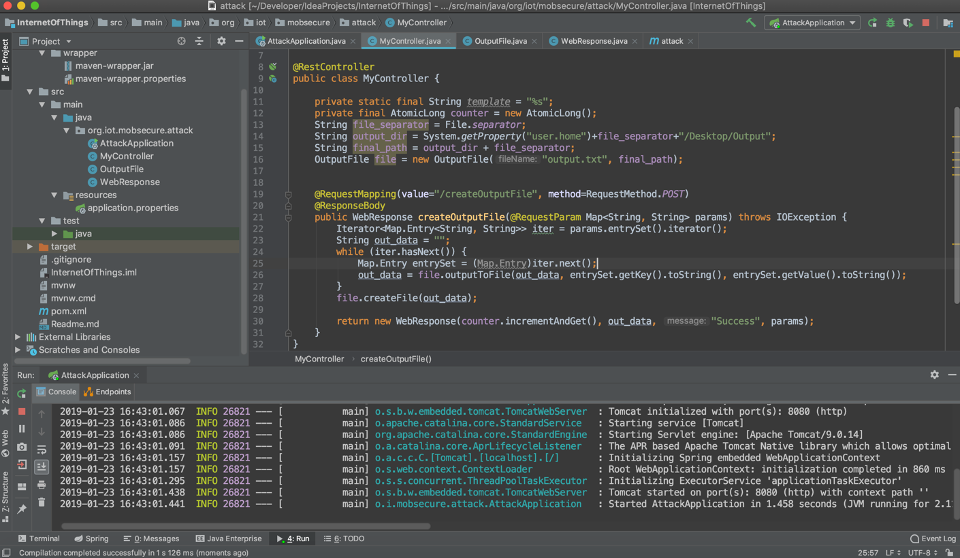 attack [~/Developer/IdeaProjects/InternetOfThings] - .../src/main/java/org/iot/mobsecure/attack/MyController.java [InternetOfThings]
InternetOfThings src main java org iot mobsecure attack MyController AttackApplication
1: Project
Project AttackApplication.java MyController.java OutputFile.java WebResponse.java attack
wrapper
maven-wrapper.jar
maven-wrapper.properties
src
main
java
org.iot.mobsecure.attack
AttackApplication
MyController
OutputFile
WebResponse
resources
application.properties
test
java
target
.gitignore
InternetOfThings.iml
mvnw
mvnw.cmd
pom.xml
Readme.md
External Libraries
Scratches and Consoles
7
8 @RestController
9 public class MyController {
10
11 private static final String template = "%s";
12 private final AtomicLong counter = new AtomicLong();
13 String file_separator = File.separator;
14 String output_dir = System.getProperty("user.home")+file_separator+"/Desktop/Output";
15 String final_path = output_dir + file_separator;
16 OutputFile file = new OutputFile( fileName: "output.txt", final_path);
17
18
19 @RequestMapping(value="/createOutputFile", method=RequestMethod.POST)
20 @ResponseBody
21 public WebResponse createOutputFile(@RequestParam Map<String, String> params) throws IOException {
22 Iterator<Map.Entry<String, String>> iter = params.entrySet().iterator();
23 String out_data = "";
24 while (iter.hasNext()) {
25 Map.Entry entrySet = (Map.Entry)iter.next();
26 out_data = file.outputToFile(out_data, entrySet.getKey().toString(), entrySet.getValue().toString());
27 }
28 file.createFile(out_data);
29
30 return new WebResponse(counter.incrementAndGet(), out_data, message: "Success", params);
31 }
32 }
MyController createOutputFile()
Run: AttackApplication
Console Endpoints
2: Favorites
Web
Z: Structure
2019-01-23 16:43:01.067 INFO 26821 --- [ main] o.s.b.w.embedded.tomcat.TomcatWebServer : Tomcat initialized with port(s): 8080 (http)
2019-01-23 16:43:01.086 INFO 26821 --- [ main] o.apache.catalina.core.StandardService : Starting service [Tomcat]
2019-01-23 16:43:01.086 INFO 26821 --- [ main] org.apache.catalina.core.StandardEngine : Starting Servlet engine: [Apache Tomcat/9.0.14]
2019-01-23 16:43:01.091 INFO 26821 --- [ main] o.a.catalina.core.AprLifecycleListener : The APR based Apache Tomcat Native library which allows optimal
2019-01-23 16:43:01.157 INFO 26821 --- [ main] o.a.c.c.C.[Tomcat].[localhost].[/] : Initializing Spring embedded WebApplicationContext
2019-01-23 16:43:01.157 INFO 26821 --- [ main] o.s.web.context.ContextLoader : Root WebApplicationContext: initialization completed in 860 ms
2019-01-23 16:43:01.295 INFO 26821 --- [ main] o.s.s.concurrent.ThreadPoolTaskExecutor : Initializing ExecutorService 'applicationTaskExecutor'
2019-01-23 16:43:01.438 INFO 26821 --- [ main] o.s.b.w.embedded.tomcat.TomcatWebServer : Tomcat started on port(s): 8080 (http) with context path ''
2019-01-23 16:43:01.441 INFO 26821 --- [ main] o.i.mobsecure.attack.AttackApplication : Started AttackApplication in 1.458 seconds (JVM running for 2.1
Terminal Spring 0: Messages Java Enterprise 4: Run 6: TODO Event Log
Compilation completed successfully in 1 s 126 ms (moments ago) 25:57 LF UTF-8